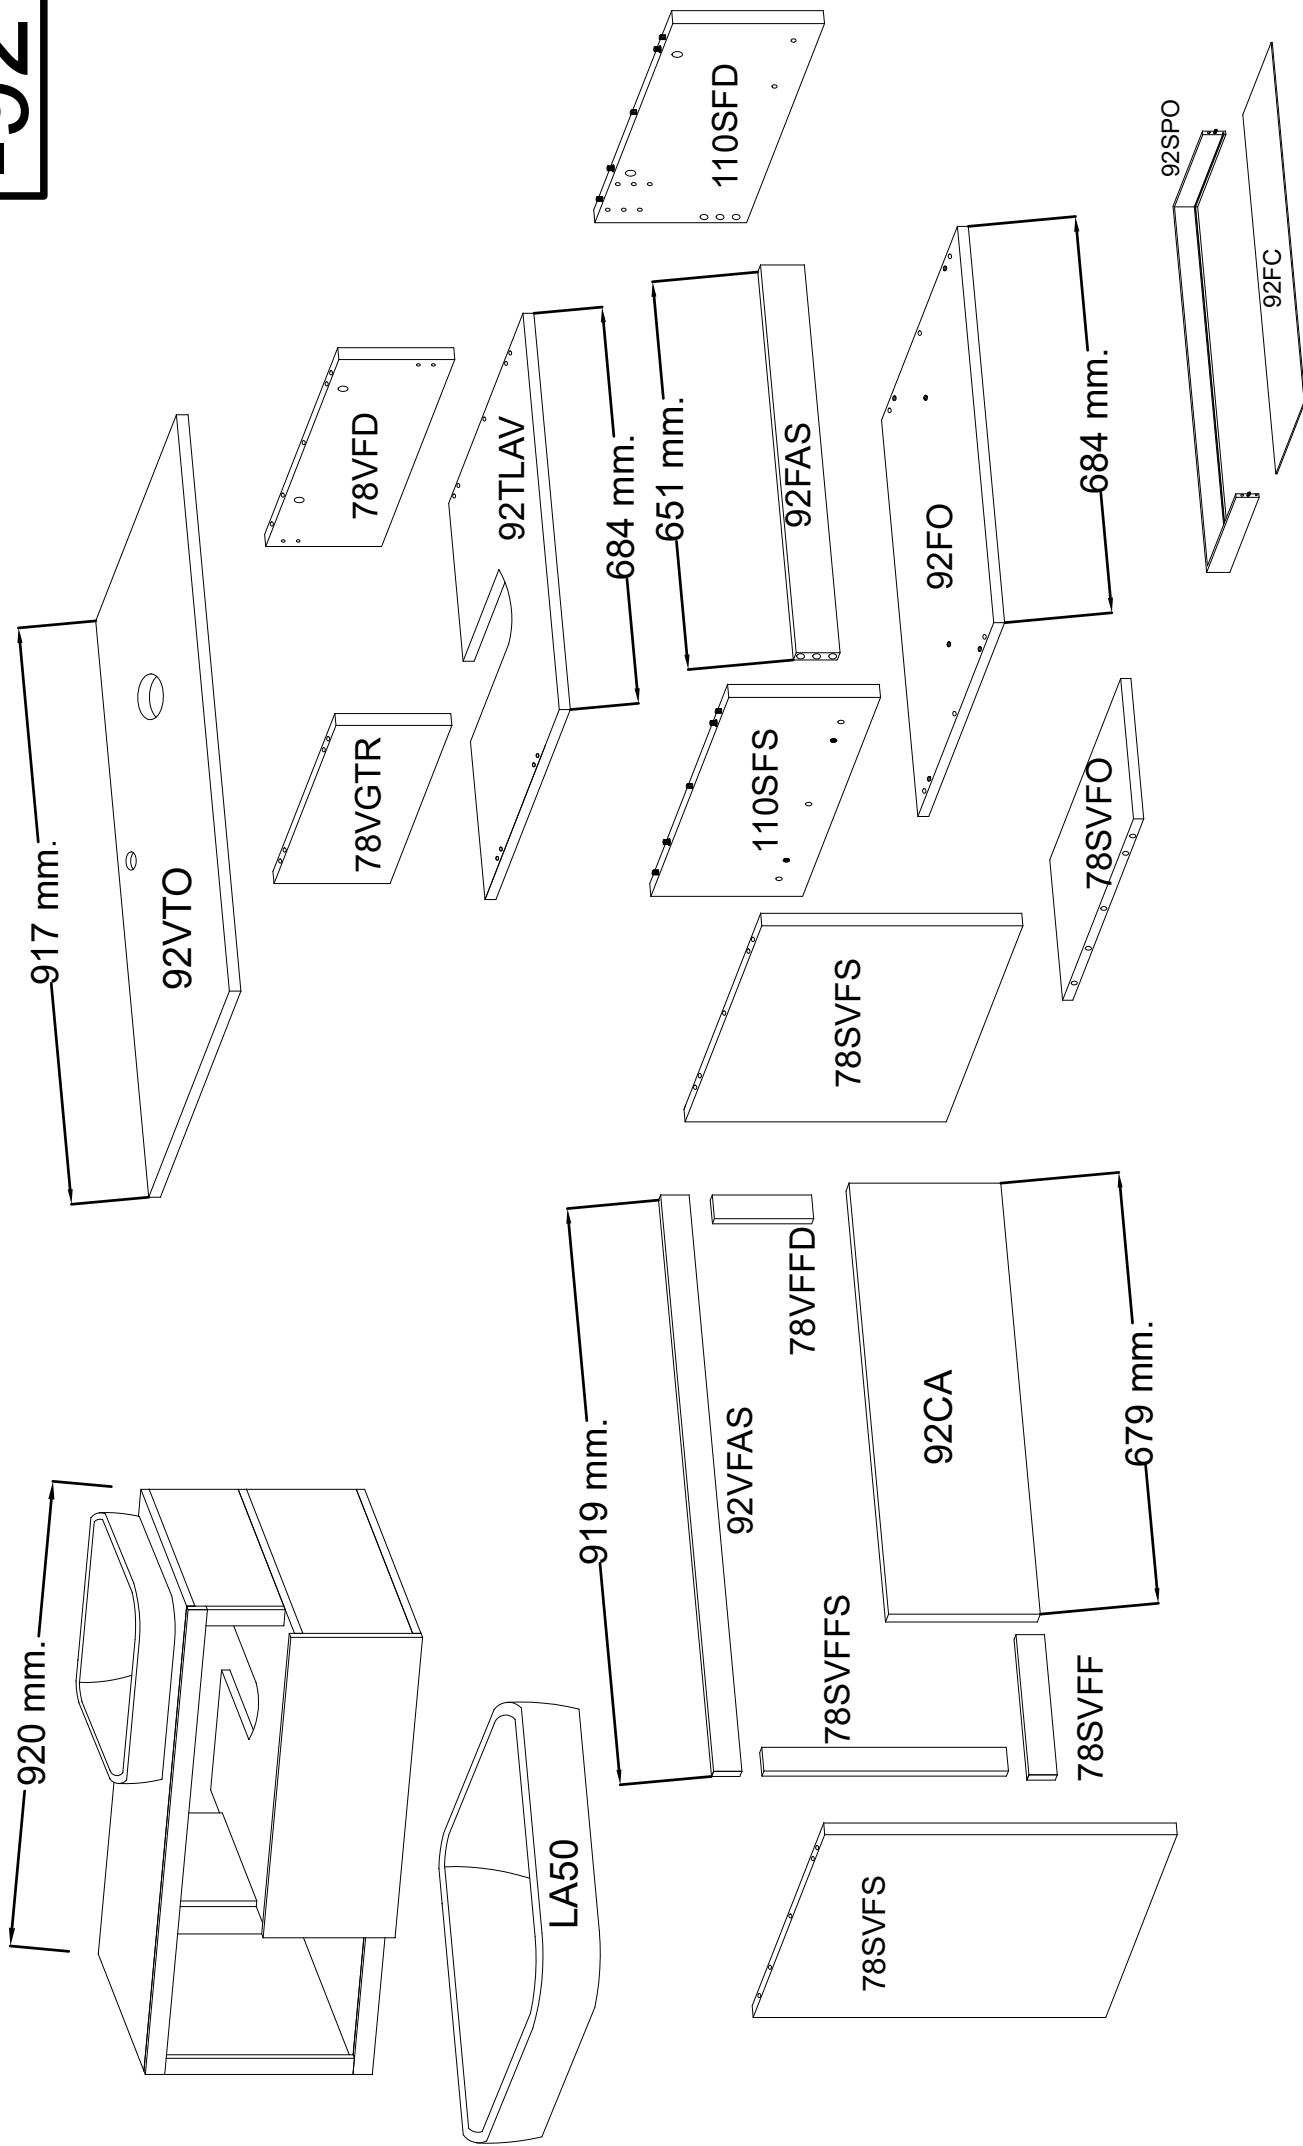 920 mm.
LA50
917 mm.
92VTO
78VGTR
78VFD
92TLAV
684 mm.
651 mm.
92FAS
110SFD
110SFS
92FO
684 mm.
78SVFO
78SVFS
919 mm.
92VFAS
78VFFD
78SVFFS
92CA
679 mm.
78SVFF
78SVFS
92SPO
92FC